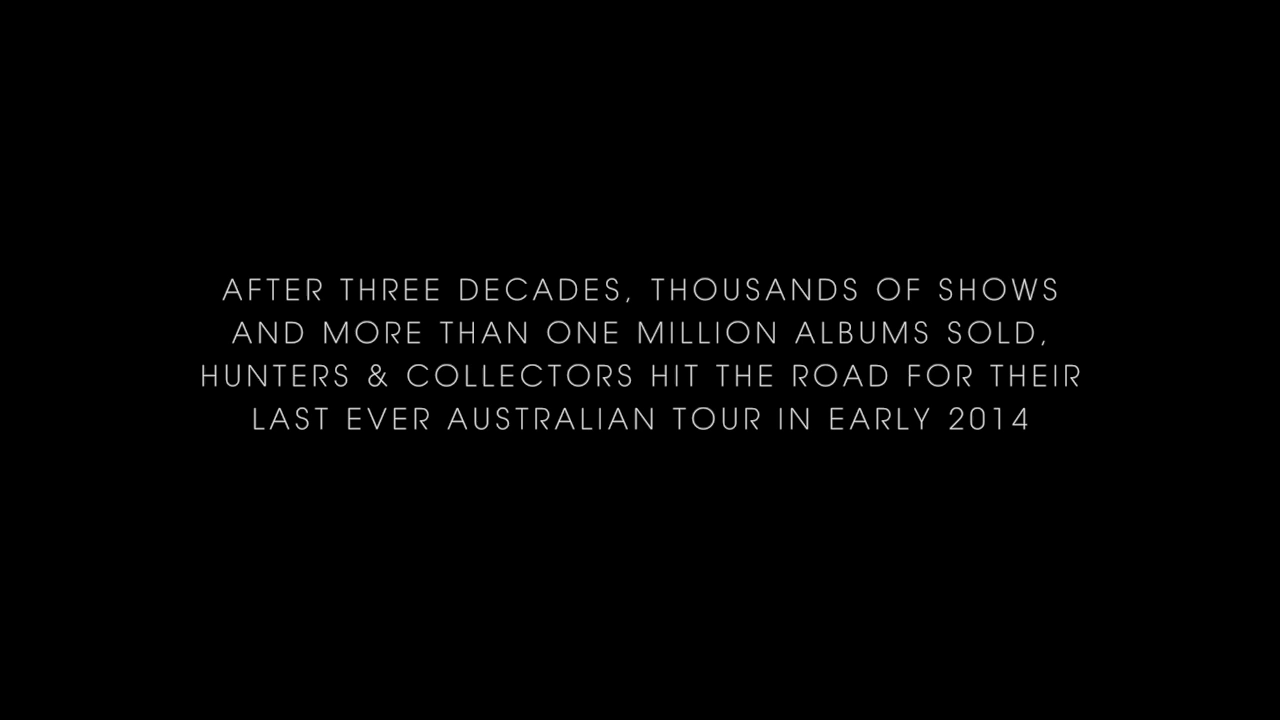 AFTER THREE DECADES, THOUSANDS OF SHOWS
AND MORE THAN ONE MILLION ALBUMS SOLD,
HUNTERS & COLLECTORS HIT THE ROAD FOR THEIR
LAST EVER AUSTRALIAN TOUR IN EARLY 2014